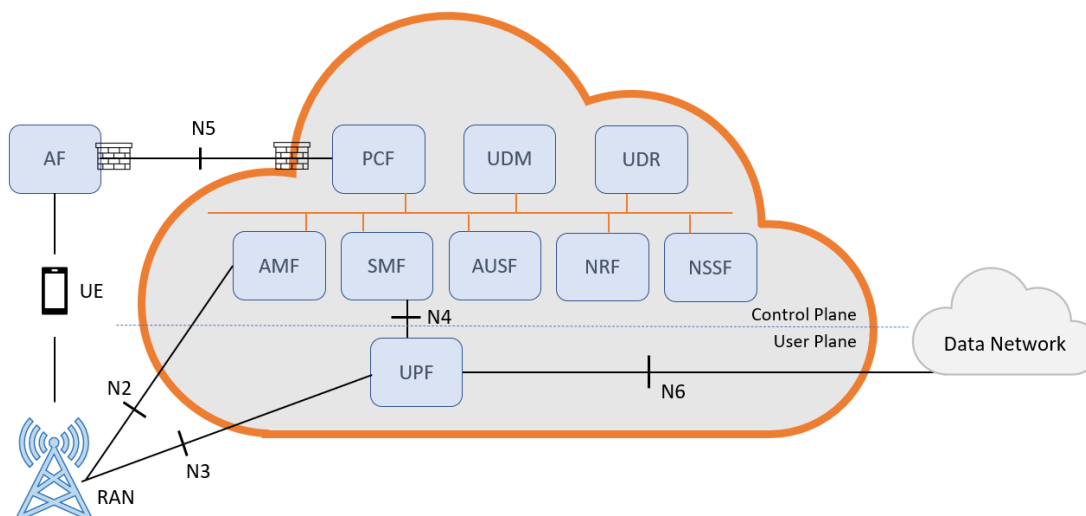 N5
AF
PCF
UDM
UDR
AMF
SMF
AUSF
NRF
NSSF
UE
N4
Control Plane
User Plane
Data Network
UPF
N2
N6
N3
RAN